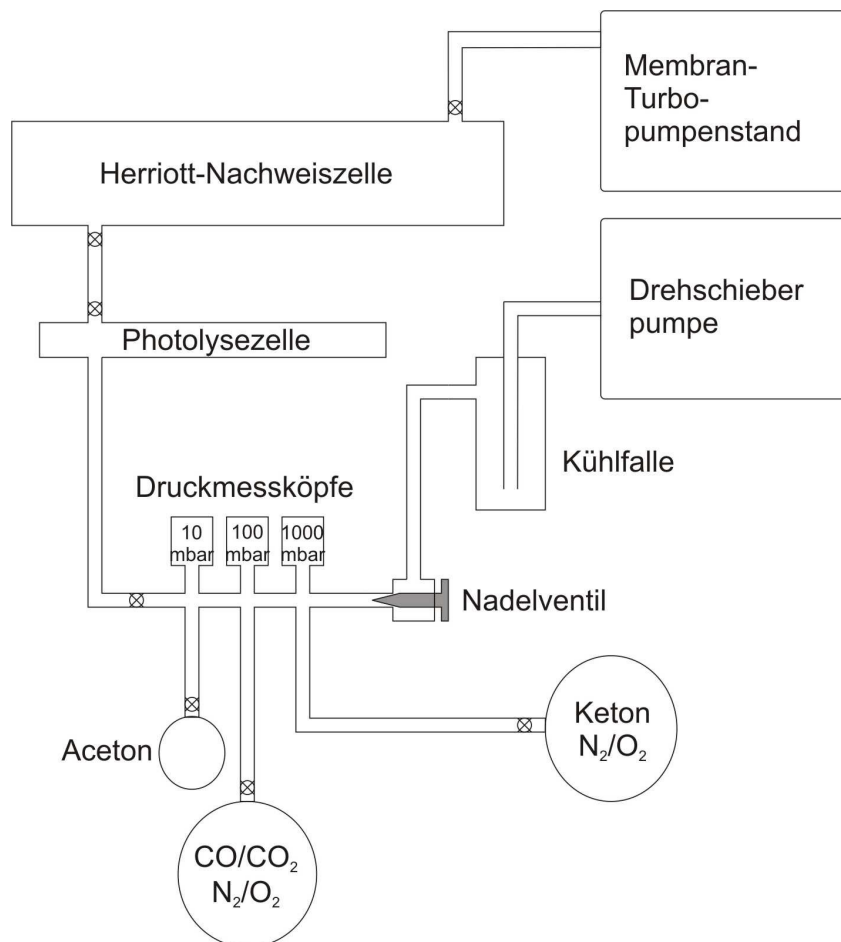 Membran-
Turbo-
pumpenstand
Herriott-Nachweiszelle
Drehschieber
pumpe
Photolysezelle
Kühlfalle
Druckmessköpfe
10
mbar
100
mbar
1000
mbar
Nadelventil
Keton
N₂/O₂
Aceton
CO/CO₂
N₂/O₂